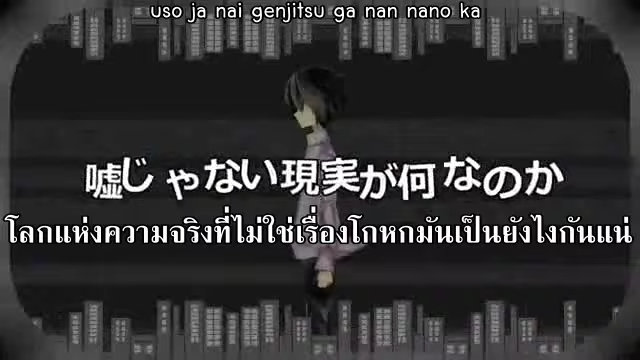 uso ja nai genjitsu ga nan nano ka
嘘じゃない現実が何なのか
โลกแห่งความจริงที่ไม่ใช่เรื่องโกหกมันเป็นยังไงกันแน่